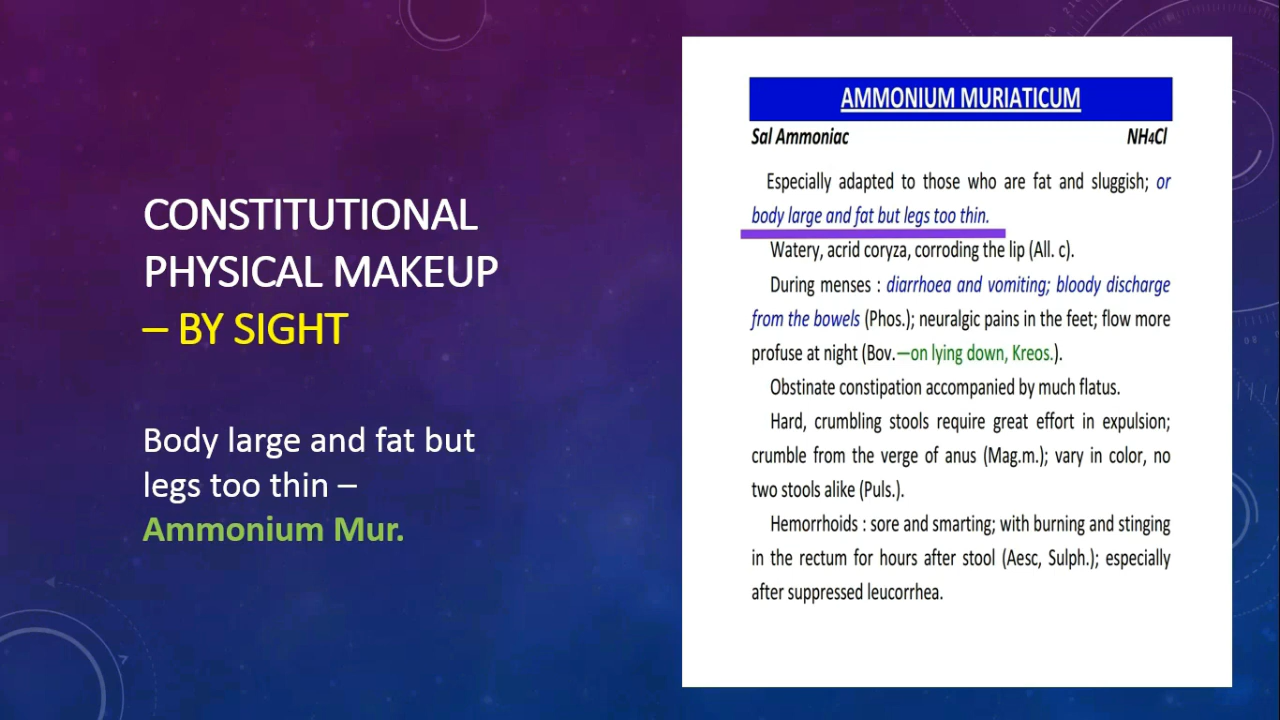 CONSTITUTIONAL
PHYSICAL MAKEUP
– BY SIGHT
Body large and fat but
legs too thin –
Ammonium Mur.
AMMONIUM MURIATICUM
Sal Ammoniac NH4Cl
Especially adapted to those who are fat and sluggish; or
body large and fat but legs too thin.
Watery, acrid coryza, corroding the lip (All. c).
During menses : diarrhoea and vomiting; bloody discharge
from the bowels (Phos.); neuralgic pains in the feet; flow more
profuse at night (Bov.—on lying down, Kreos.).
Obstinate constipation accompanied by much flatus.
Hard, crumbling stools require great effort in expulsion;
crumble from the verge of anus (Mag.m.); vary in color, no
two stools alike (Puls.).
Hemorrhoids : sore and smarting; with burning and stinging
in the rectum for hours after stool (Aesc, Sulph.); especially
after suppressed leucorrhea.